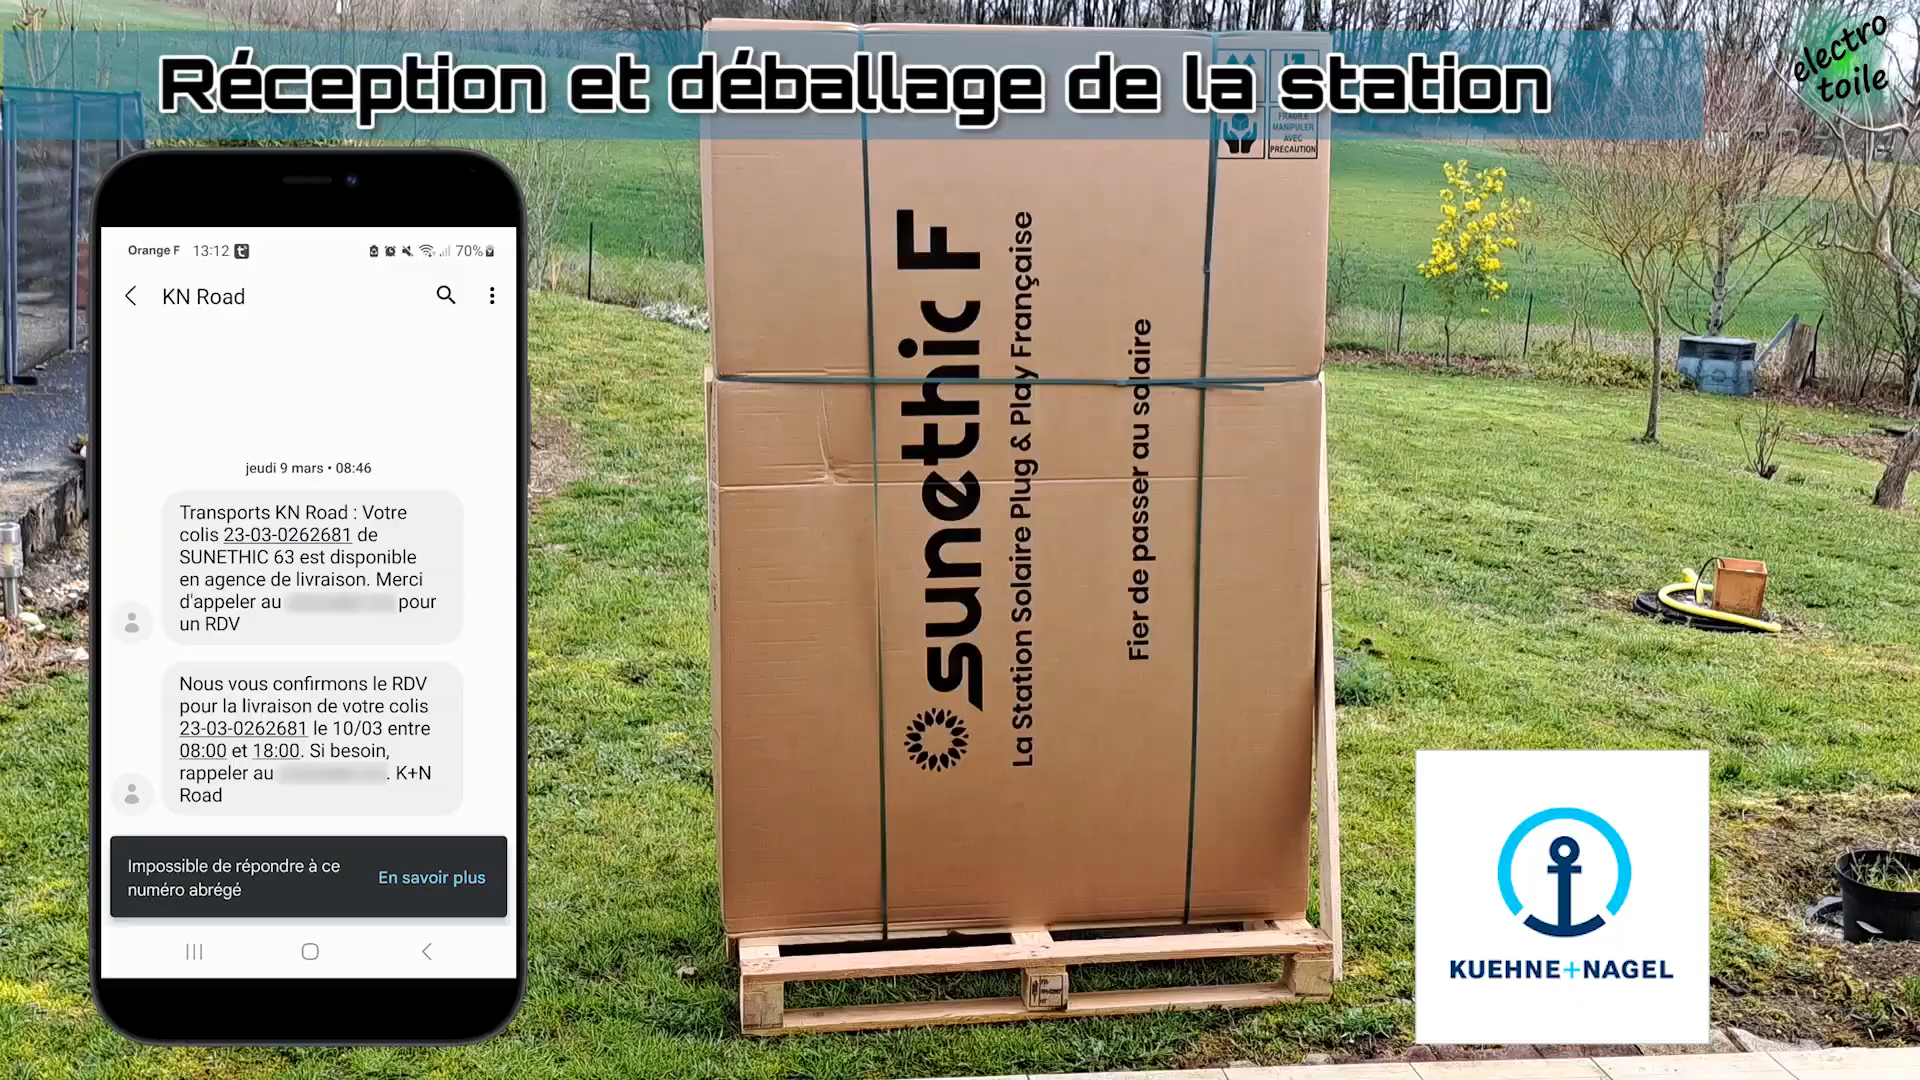 Réception et déballage de la station
electro
toile
FRAGILE
MANIPULER
AVEC
PRECAUTION
Orange F 13:12 70%
KN Road
jeudi 9 mars • 08:46
Transports KN Road : Votre
colis 23-03-0262681 de
SUNETHIC 63 est disponible
en agence de livraison. Merci
d'appeler au pour
un RDV
Nous vous confirmons le RDV
pour la livraison de votre colis
23-03-0262681 le 10/03 entre
08:00 et 18:00. Si besoin,
rappeler au . K+N
Road
Impossible de répondre à ce
numéro abrégé
En savoir plus
sunethic F
La Station Solaire Plug & Play Française
Fier de passer au solaire
KUEHNE+NAGEL